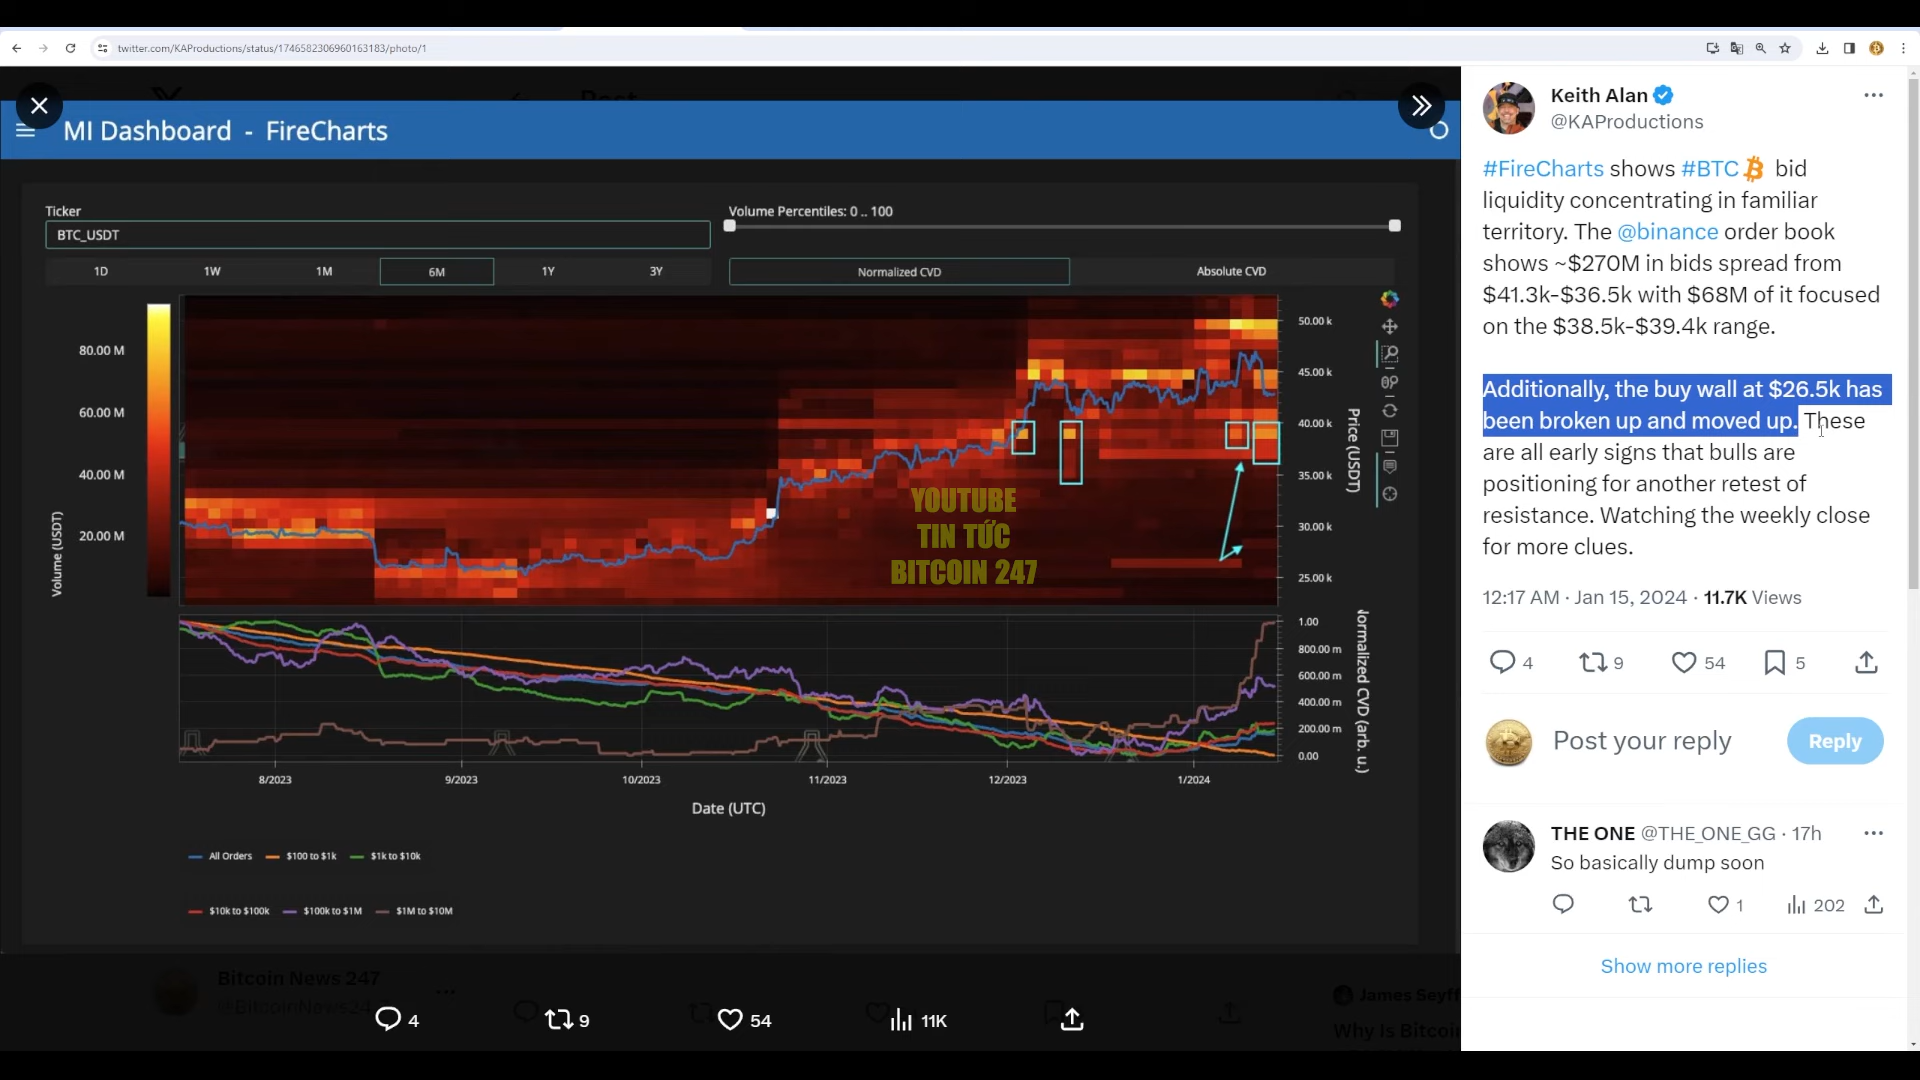 twitter.com/KAProductions/status/1746582306960163183/photo/1
Post
MI Dashboard - FireCharts
Ticker
BTC_USDT
Volume Percentiles: 0 .. 100
1D 1W 1M 6M 1Y 3Y
Normalized CVD Absolute CVD
80.00 M
60.00 M
40.00 M
20.00 M
Volume (USDT)
50.00 k
45.00 k
40.00 k
35.00 k
30.00 k
25.00 k
Price (USDT)
YOUTUBE
TIN TỨC
BITCOIN 247
1.00
800.00 m
600.00 m
400.00 m
200.00 m
0.00
Normalized CVD (arb. u.)
8/2023 9/2023 10/2023 11/2023 12/2023 1/2024
Date (UTC)
All Orders $100 to $1k $1k to $10k
$10k to $100k $100k to $1M $1M to $10M
Bitcoin News 247
@BitcoinNews24
James Seyff
Why Is Bitcoi
4 9 54 11K
Keith Alan
@KAProductions
#FireCharts shows #BTC bid
liquidity concentrating in familiar
territory. The @binance order book
shows ~$270M in bids spread from
$41.3k-$36.5k with $68M of it focused
on the $38.5k-$39.4k range.
Additionally, the buy wall at $26.5k has
been broken up and moved up. These
are all early signs that bulls are
positioning for another retest of
resistance. Watching the weekly close
for more clues.
12:17 AM · Jan 15, 2024 · 11.7K Views
4 9 54 5
Post your reply Reply
THE ONE @THE_ONE_GG · 17h
So basically dump soon
1 202
Show more replies